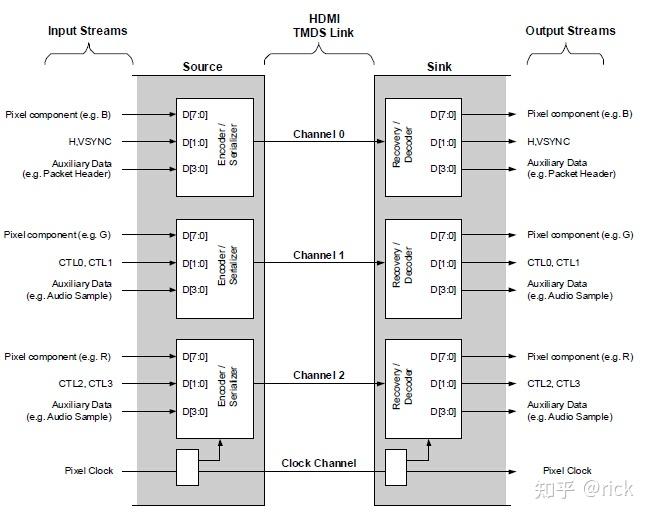 HDMI
TMDS Link
Input Streams
Output Streams
Source
Sink
Pixel component (e.g. B)
D[7:0]
H,VSYNC
D[1:0]
Auxiliary Data
(e.g. Packet Header)
D[3:0]
Encoder /
Serializer
Channel 0
Recovery /
Decoder
D[7:0]
Pixel component (e.g. B)
D[1:0]
H,VSYNC
D[3:0]
Auxiliary Data
(e.g. Packet Header)
Pixel component (e.g. G)
D[7:0]
CTL0, CTL1
D[1:0]
Auxiliary Data
(e.g. Audio Sample)
D[3:0]
Encoder /
Serializer
Channel 1
Recovery /
Decoder
D[7:0]
Pixel component (e.g. G)
D[1:0]
CTL0, CTL1
D[3:0]
Auxiliary Data
(e.g. Audio Sample)
Pixel component (e.g. R)
D[7:0]
CTL2, CTL3
D[1:0]
Auxiliary Data
(e.g. Audio Sample)
D[3:0]
Encoder /
Serializer
Channel 2
Recovery /
Decoder
D[7:0]
Pixel component (e.g. R)
D[1:0]
CTL2, CTL3
D[3:0]
Auxiliary Data
(e.g. Audio Sample)
Pixel Clock
Clock Channel
Pixel Clock
知乎 @rick